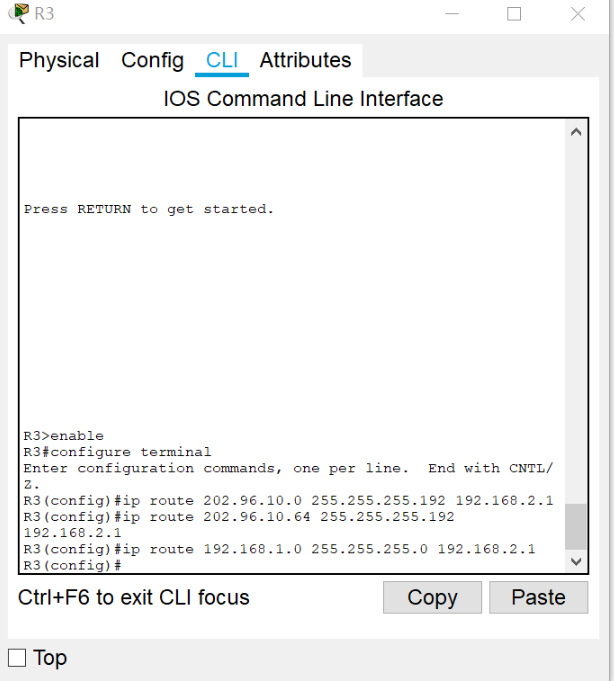 R3
Physical Config CLI Attributes
IOS Command Line Interface
Press RETURN to get started.
R3>enable
R3#configure terminal
Enter configuration commands, one per line.  End with CNTL/
Z.
R3(config)#ip route 202.96.10.0 255.255.255.192 192.168.2.1
R3(config)#ip route 202.96.10.64 255.255.255.192
192.168.2.1
R3(config)#ip route 192.168.1.0 255.255.255.0 192.168.2.1
R3(config)#
Ctrl+F6 to exit CLI focus
Copy Paste
Top